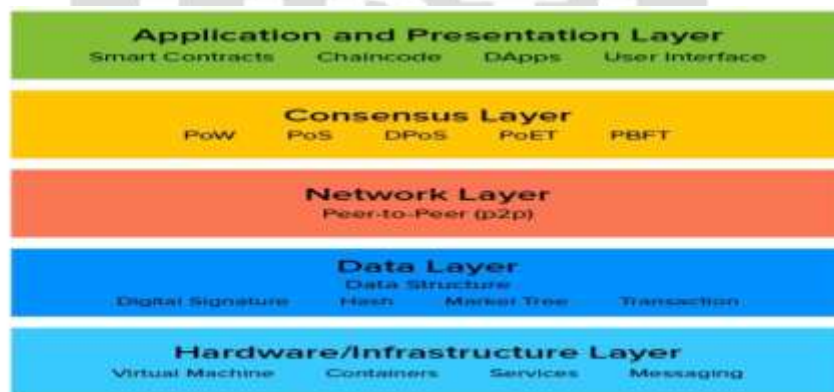 Application and Presentation Layer
Smart Contracts Chaincode DApps User Interface
Consensus Layer
PoW PoS DPoS PoET PBFT
Network Layer
Peer-to-Peer (p2p)
Data Layer
Data Structure
Digital Signature Hash Market Tree Transaction
Hardware/Infrastructure Layer
Virtual Machine Containers Services Messaging